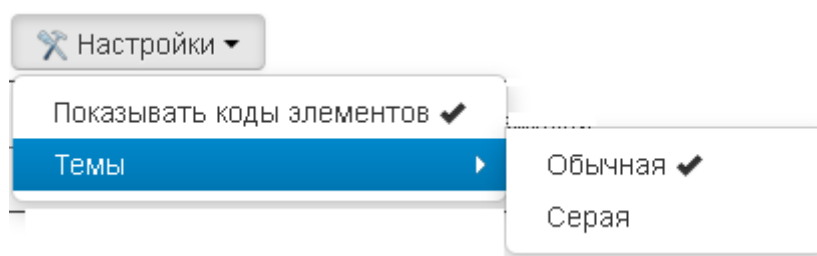 Настройки
Показывать коды элементов
Темы
Обычная
Серая